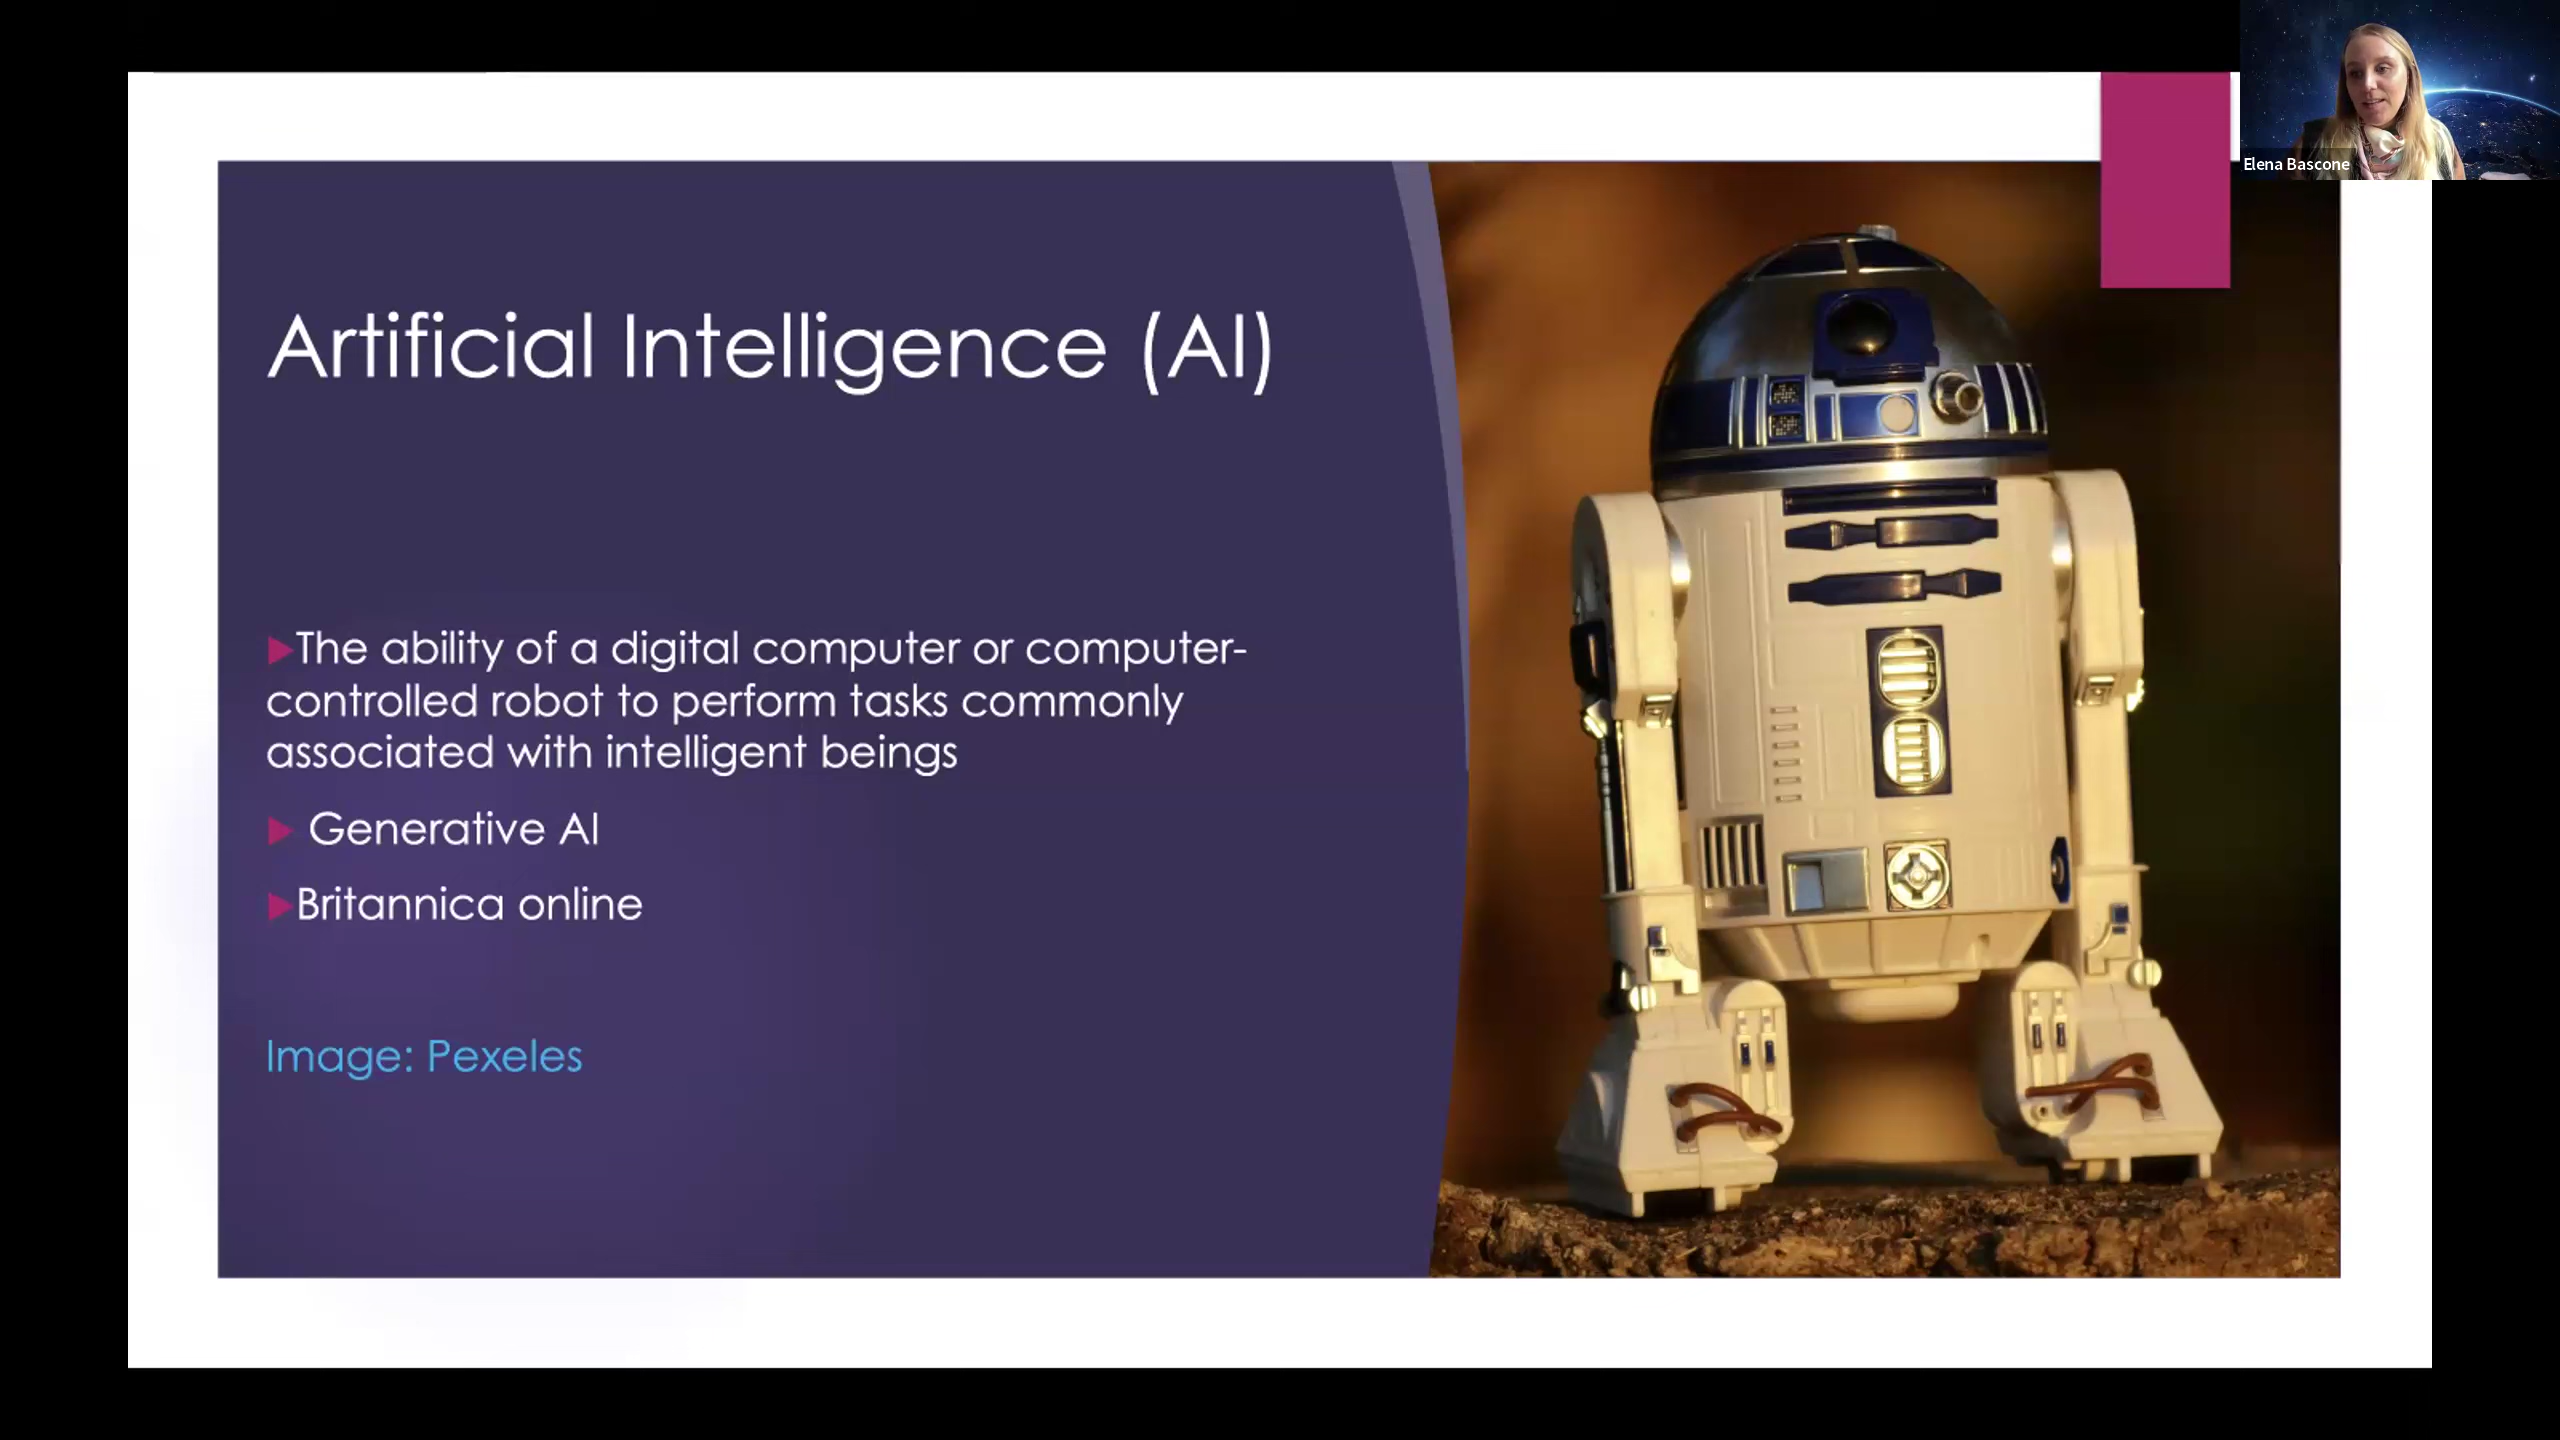 Elena Bascone
Artificial Intelligence (AI)
The ability of a digital computer or computer-
controlled robot to perform tasks commonly
associated with intelligent beings
Generative AI
Britannica online
Image: Pexeles